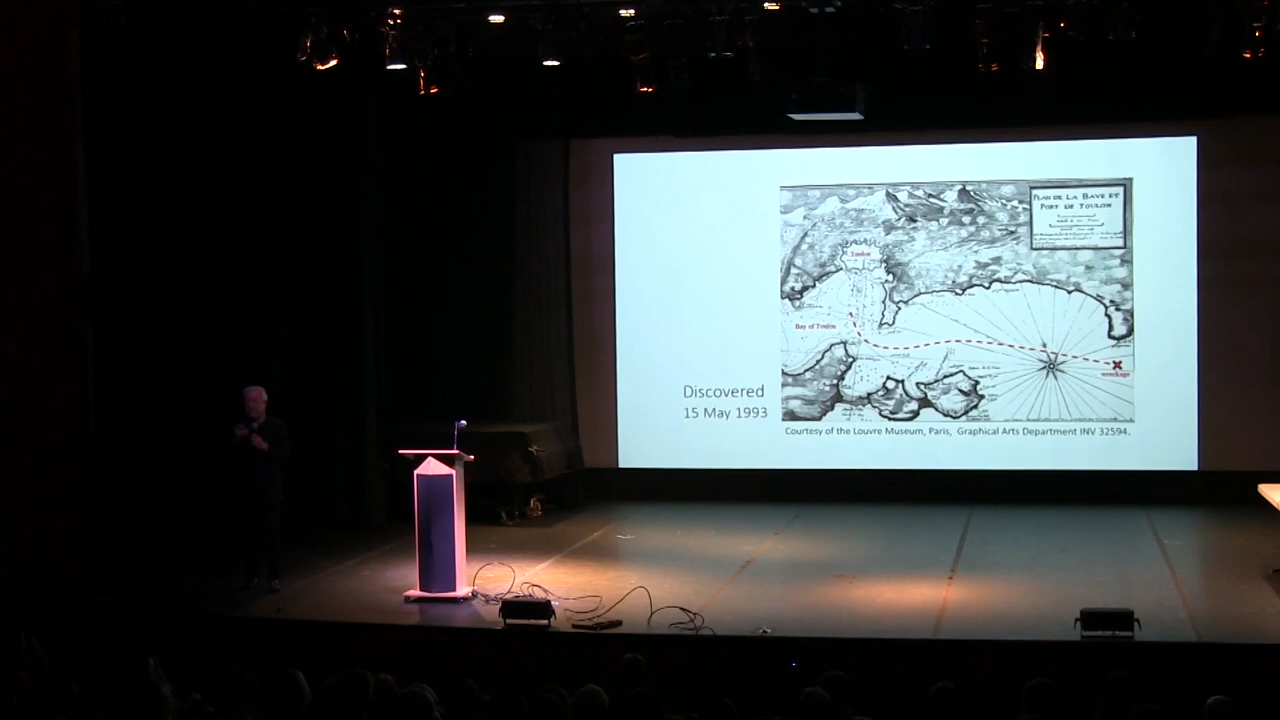 PLAN DE LA BAYE ET
PORT DE TOULON
Toulon
Bay of Toulon
wreckage
Discovered
15 May 1993
Courtesy of the Louvre Museum, Paris, Graphical Arts Department INV 32594.